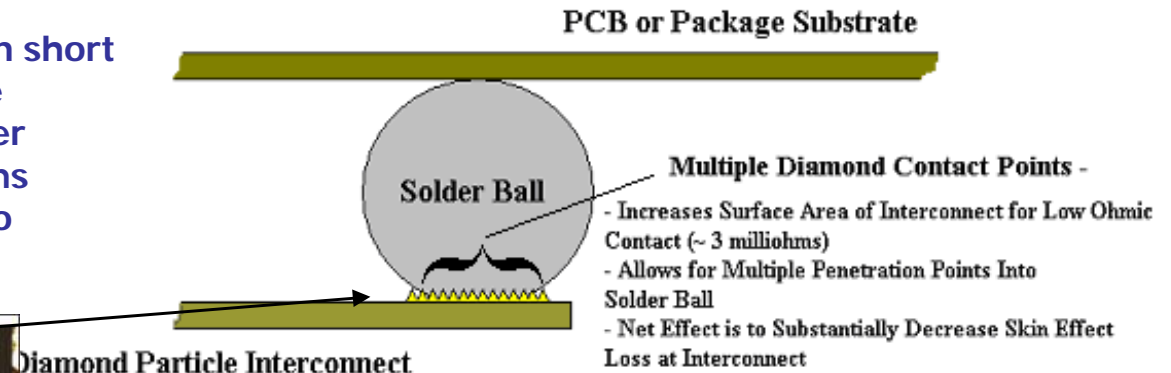 n short
e
er
ns
o
PCB or Package Substrate
Solder Ball
Multiple Diamond Contact Points -
- Increases Surface Area of Interconnect for Low Ohmic
Contact (~ 3 milliohms)
- Allows for Multiple Penetration Points Into
Solder Ball
- Net Effect is to Substantially Decrease Skin Effect
Loss at Interconnect
Diamond Particle Interconnect